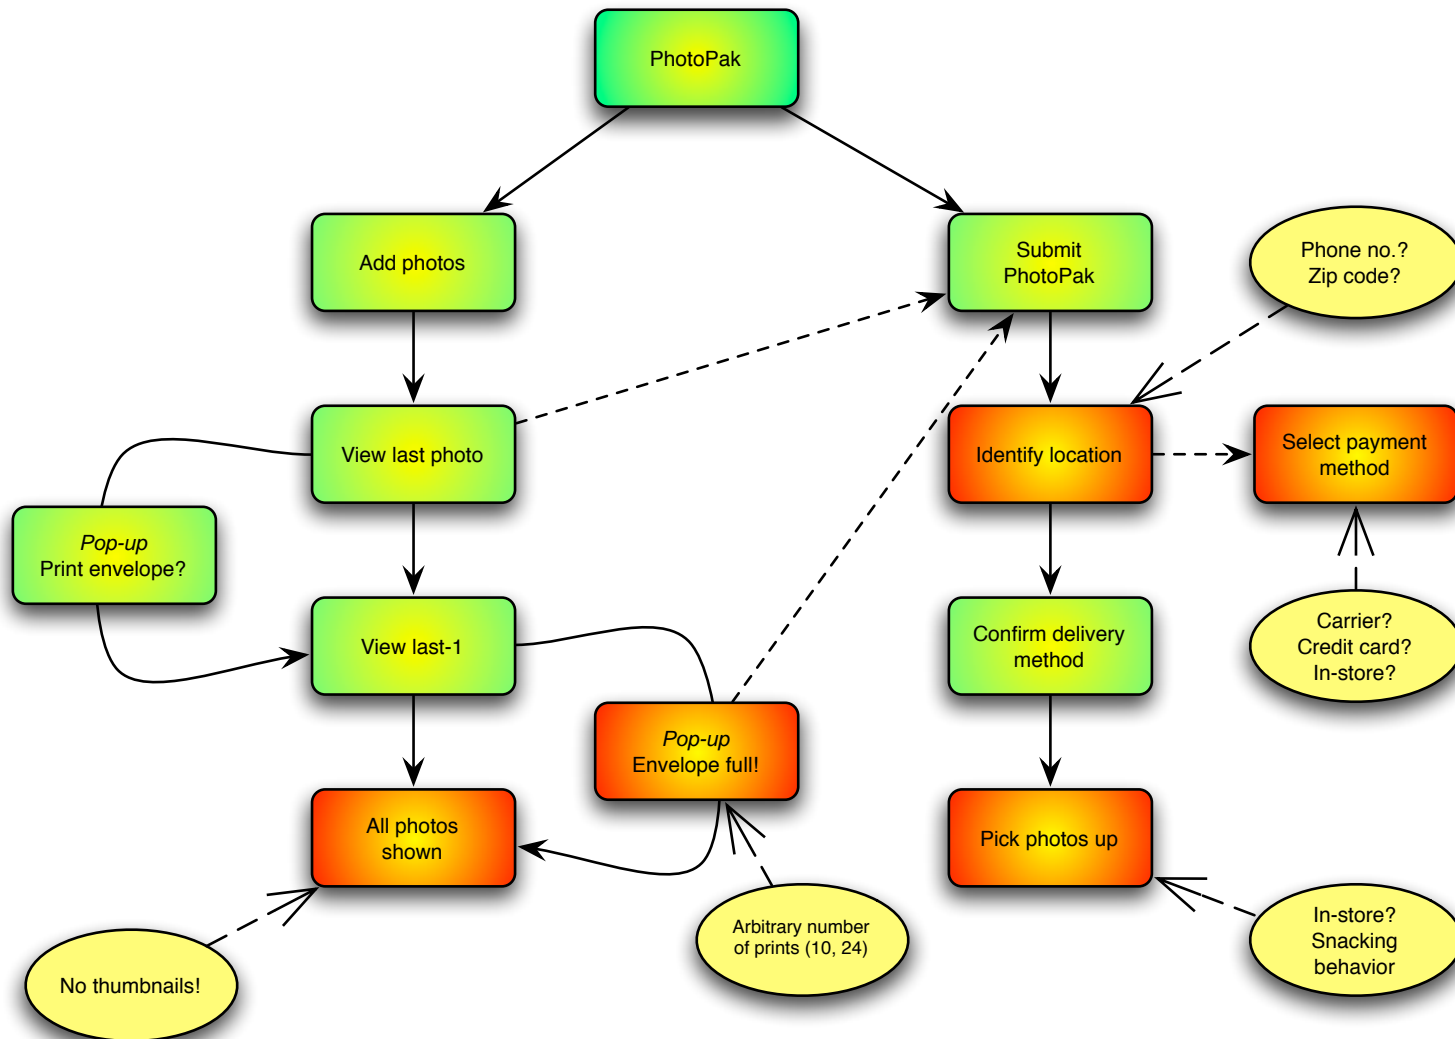 PhotoPak
Add photos
Submit
PhotoPak
Phone no.?
Zip code?
View last photo
Identify location
Select payment
method
Pop-up
Print envelope?
View last-1
Confirm delivery
method
Carrier?
Credit card?
In-store?
Pop-up
Envelope full!
All photos
shown
Pick photos up
Arbitrary number
of prints (10, 24)
In-store?
Snacking
behavior
No thumbnails!